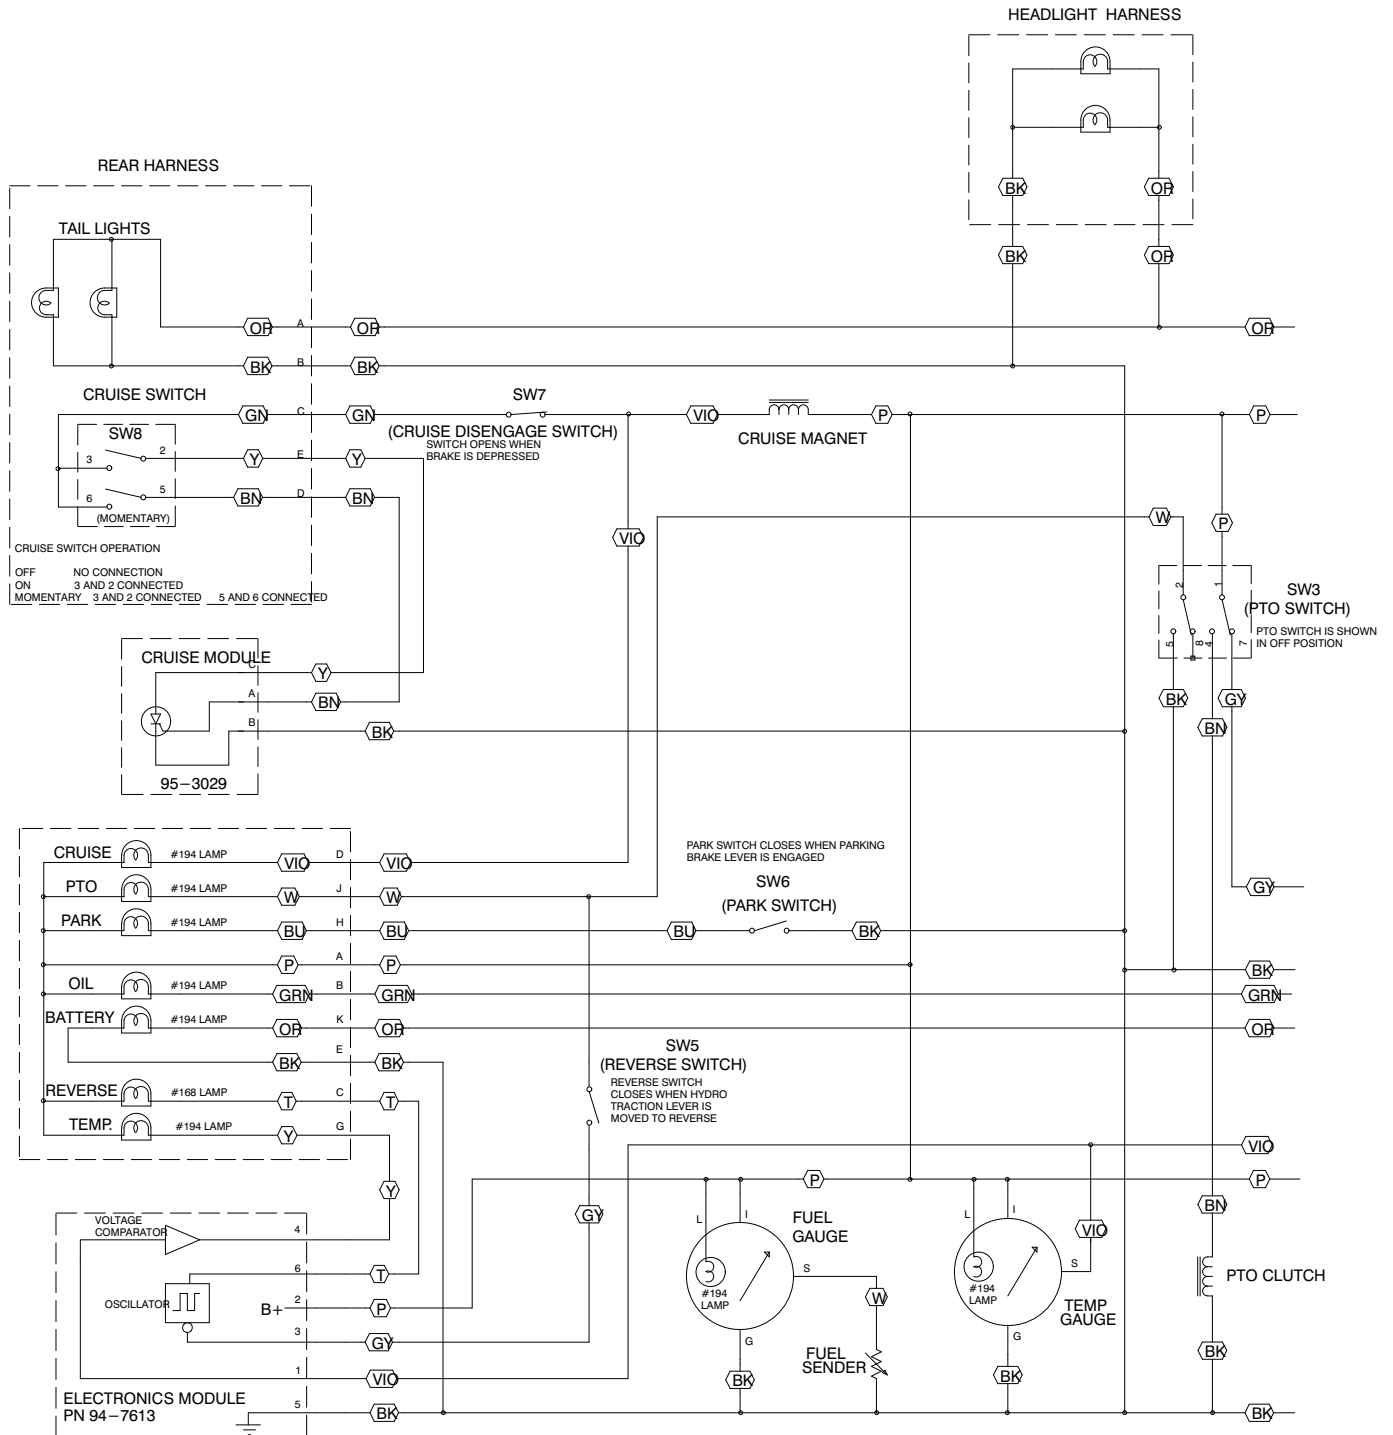 HEADLIGHT HARNESS
BK
OR
BK
OR
REAR HARNESS
TAIL LIGHTS
OR A OR
OR
BK B BK
CRUISE SWITCH
GN C GN
SW7
(CRUISE DISENGAGE SWITCH)
SWITCH OPENS WHEN
BRAKE IS DEPRESSED
VIO
CRUISE MAGNET
P
P
SW8
3
2
Y E Y
6
5
BN D BN
(MOMENTARY)
VIO
W
P
CRUISE SWITCH OPERATION
OFF NO CONNECTION
ON 3 AND 2 CONNECTED
MOMENTARY 3 AND 2 CONNECTED 5 AND 6 CONNECTED
2
1
SW3
(PTO SWITCH)
PTO SWITCH IS SHOWN
IN OFF POSITION
5
8
4
7
BK
GY
BN
CRUISE MODULE
C
Y
A
BN
B
BK
95-3029
CRUISE #194 LAMP VIO D VIO
PTO #194 LAMP W J W
PARK #194 LAMP BU H BU
PARK SWITCH CLOSES WHEN PARKING
BRAKE LEVER IS ENGAGED
SW6
(PARK SWITCH)
BU
BK
GY
P A P
BK
OIL #194 LAMP GRN B GRN
GRN
BATTERY #194 LAMP OR K OR
OR
BK E BK
REVERSE #168 LAMP T C T
TEMP. #194 LAMP Y G
SW5
(REVERSE SWITCH)
REVERSE SWITCH
CLOSES WHEN HYDRO
TRACTION LEVER IS
MOVED TO REVERSE
VIO
P
P
Y
GY
BN
VOLTAGE
COMPARATOR
4
6
T
OSCILLATOR
B+
2
P
3
GY
1
VIO
ELECTRONICS MODULE
PN 94-7613
5
BK
L
I
FUEL
GAUGE
#194
LAMP
S
W
G
BK
FUEL
SENDER
L
I
VIO
S
#194
LAMP
TEMP
GAUGE
G
BK
PTO CLUTCH
BK
BK